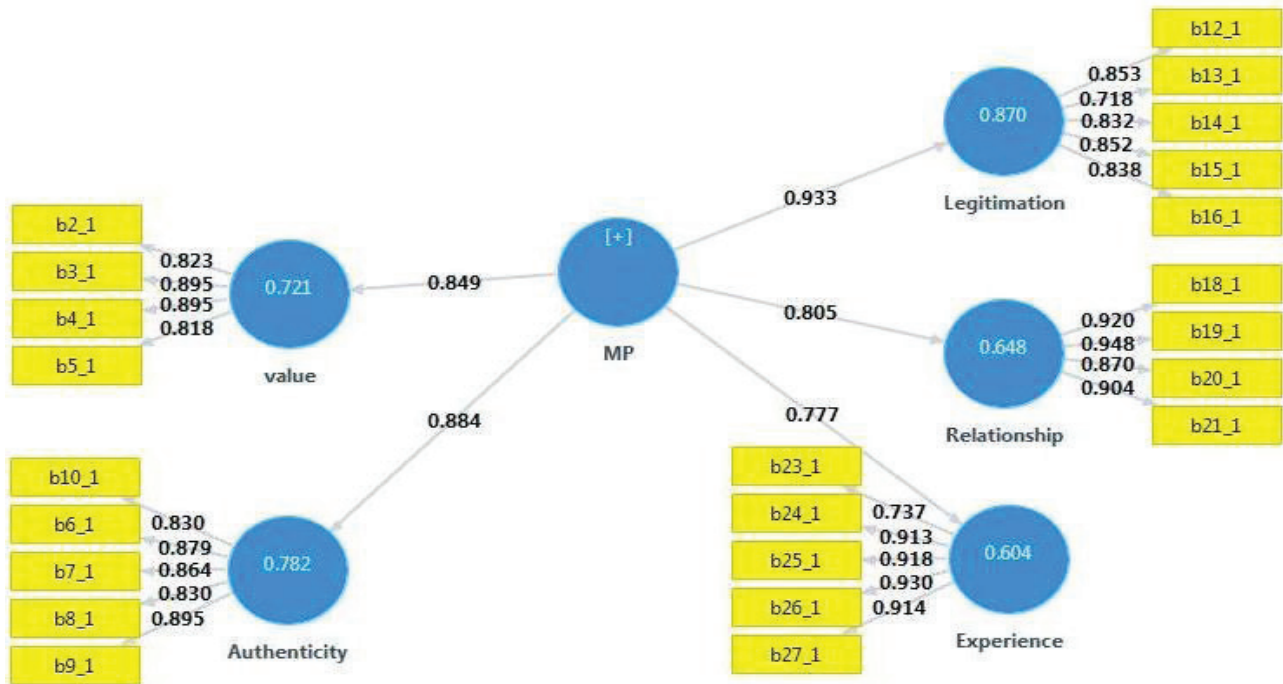 b12_1
0.853
b13_1
0.718
0.870
0.832
b14_1
0.852
b15_1
0.838
Legitimation
b16_1
0.933
[+]
MP
b2_1
0.823
b3_1
0.895
0.721
b4_1
0.895
0.818
b5_1
value
0.849
0.805
b18_1
0.920
b19_1
0.948
0.648
0.870
b20_1
0.904
b21_1
Relationship
0.884
0.777
b10_1
0.830
b6_1
0.879
0.782
b7_1
0.864
0.830
b8_1
0.895
b9_1
Authenticity
b23_1
0.737
b24_1
0.913
0.604
b25_1
0.918
0.930
b26_1
0.914
b27_1
Experience